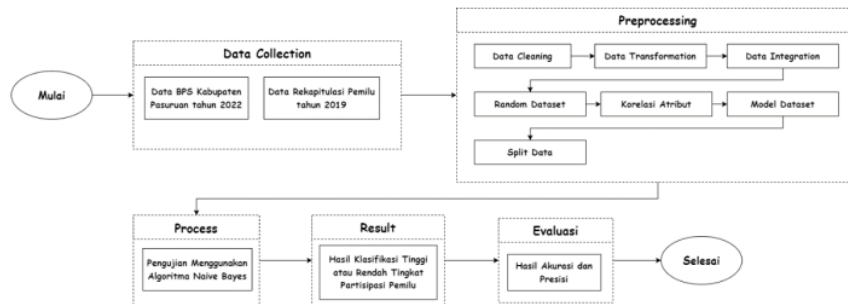 Mulai
Data Collection
Data BPS Kabupaten
Pasuruan tahun 2022
Data Rekapitulasi Pemilu
tahun 2019
Preprocessing
Data Cleaning
Data Transformation
Data Integration
Random Dataset
Korelasi Atribut
Model Dataset
Split Data
Process
Pengujian Menggunakan
Algoritma Naive Bayes
Result
Hasil Klasifikasi Tinggi
atau Rendah Tingkat
Partisipasi Pemilu
Evaluasi
Hasil Akurasi dan
Presisi
Selesai